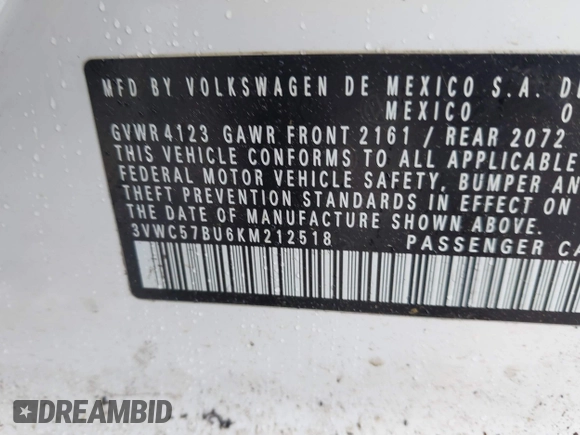 MFD BY VOLKSWAGEN DE MEXICO S.A. DE
MEXICO 0
GVWR 4123 GAWR FRONT 2161 / REAR 2072
THIS VEHICLE CONFORMS TO ALL APPLICABLE
FEDERAL MOTOR VEHICLE SAFETY, BUMPER AN
THEFT PREVENTION STANDARDS IN EFFECT ON
THE DATE OF MANUFACTURE SHOWN ABOVE.
3VWC57BU6KM212518 PASSENGER CA
DREAMBID